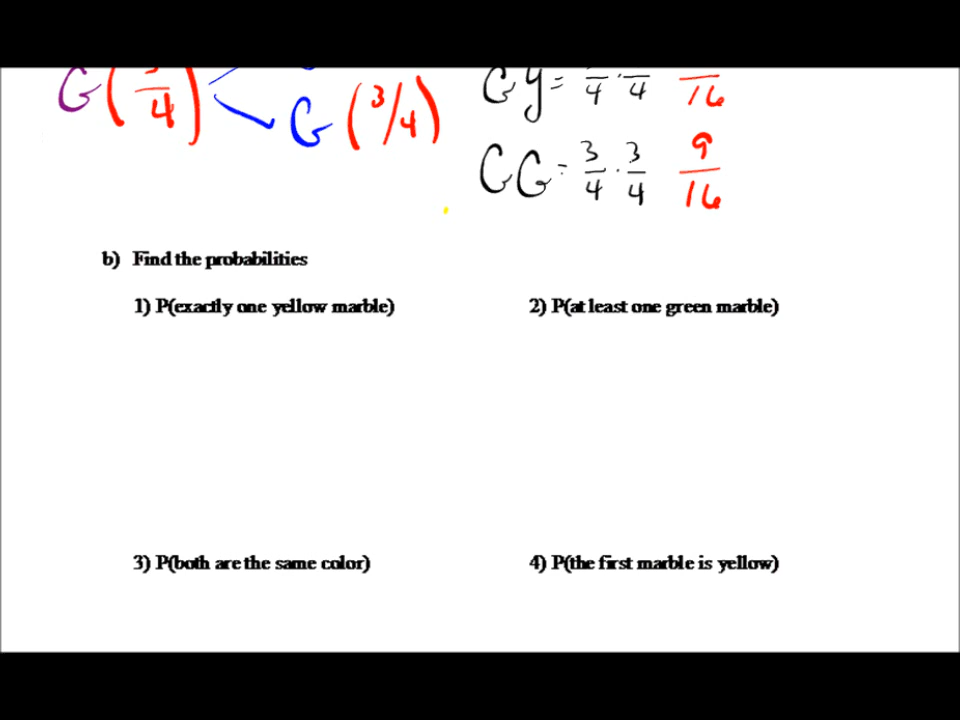 G ( 3/4 ) G ( 3/4 )
GY = 3/4 · /4 /16
GG = 3/4 · 3/4 9/16
b) Find the probabilities
1) P(exactly one yellow marble) 2) P(at least one green marble)
3) P(both are the same color) 4) P(the first marble is yellow)